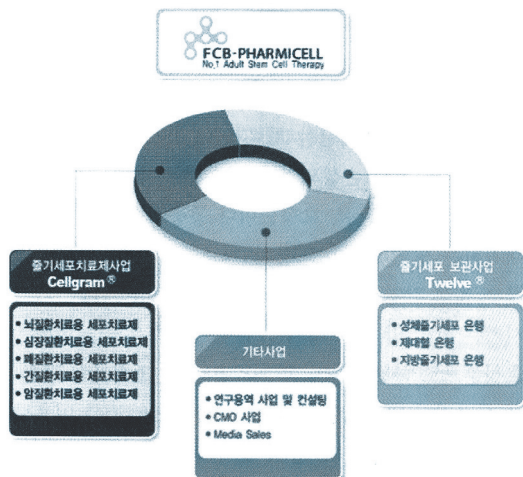 FCB-PHARMICELL
No.1 Adult Stem Cell Therapy
줄기세포치료제사업
Cellgram®
• 뇌질환치료용 세포치료제
• 심장질환치료용 세포치료제
• 폐질환치료용 세포치료제
• 간질환치료용 세포치료제
• 암질환치료용 세포치료제
기타사업
• 연구용역 사업 및 컨설팅
• CMO 사업
• Media Sales
줄기세포 보관사업
Twelve®
• 성체줄기세포 은행
• 제대혈 은행
• 지방줄기세포 은행